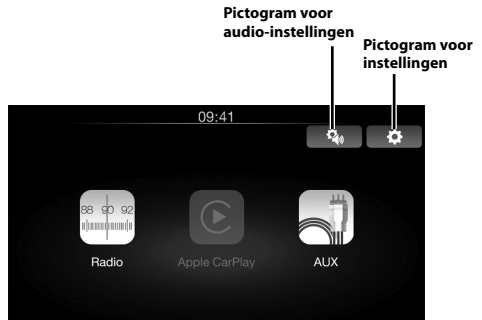 Pictogram voor
audio-instellingen
Pictogram voor
instellingen
09:41
88 90 92
Radio
Apple CarPlay
AUX